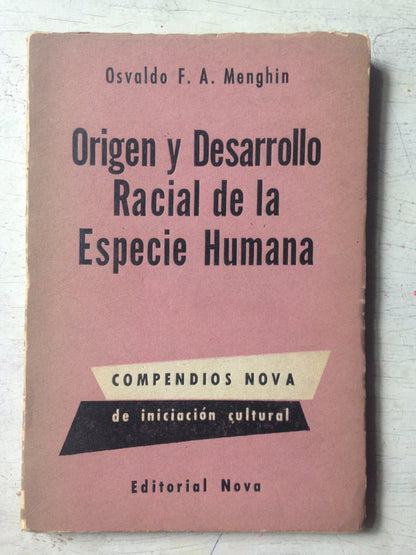 Osvaldo F. A. Menghin
Origen y Desarrollo
Racial de la
Especie Humana
COMPENDIOS NOVA
de iniciación cultural
Editorial Nova